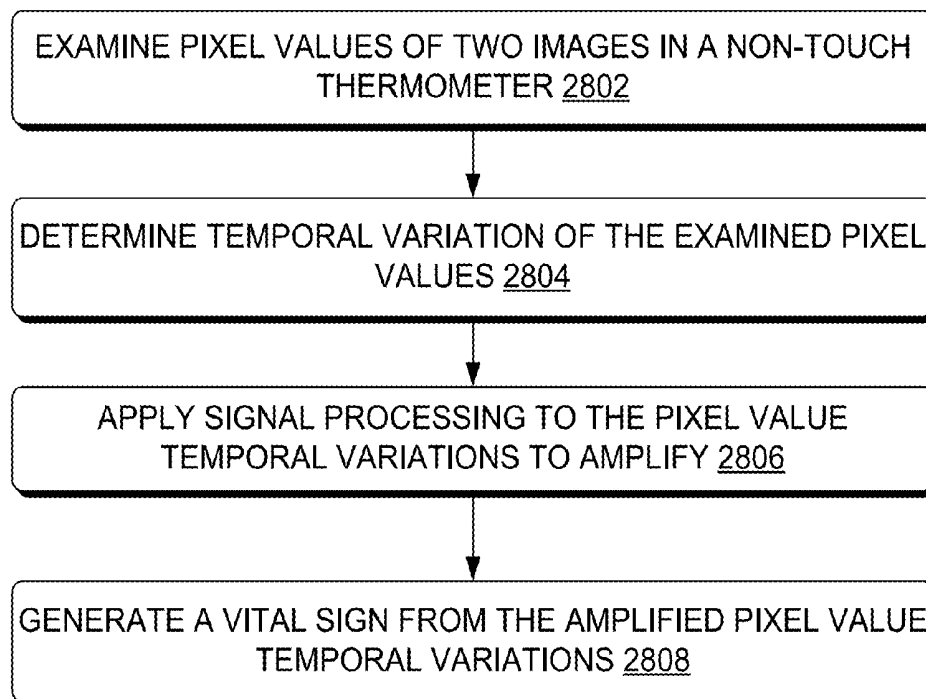 EXAMINE PIXEL VALUES OF TWO IMAGES IN A NON-TOUCH
THERMOMETER 2802
DETERMINE TEMPORAL VARIATION OF THE EXAMINED PIXEL
VALUES 2804
APPLY SIGNAL PROCESSING TO THE PIXEL VALUE
TEMPORAL VARIATIONS TO AMPLIFY 2806
GENERATE A VITAL SIGN FROM THE AMPLIFIED PIXEL VALUE
TEMPORAL VARIATIONS 2808